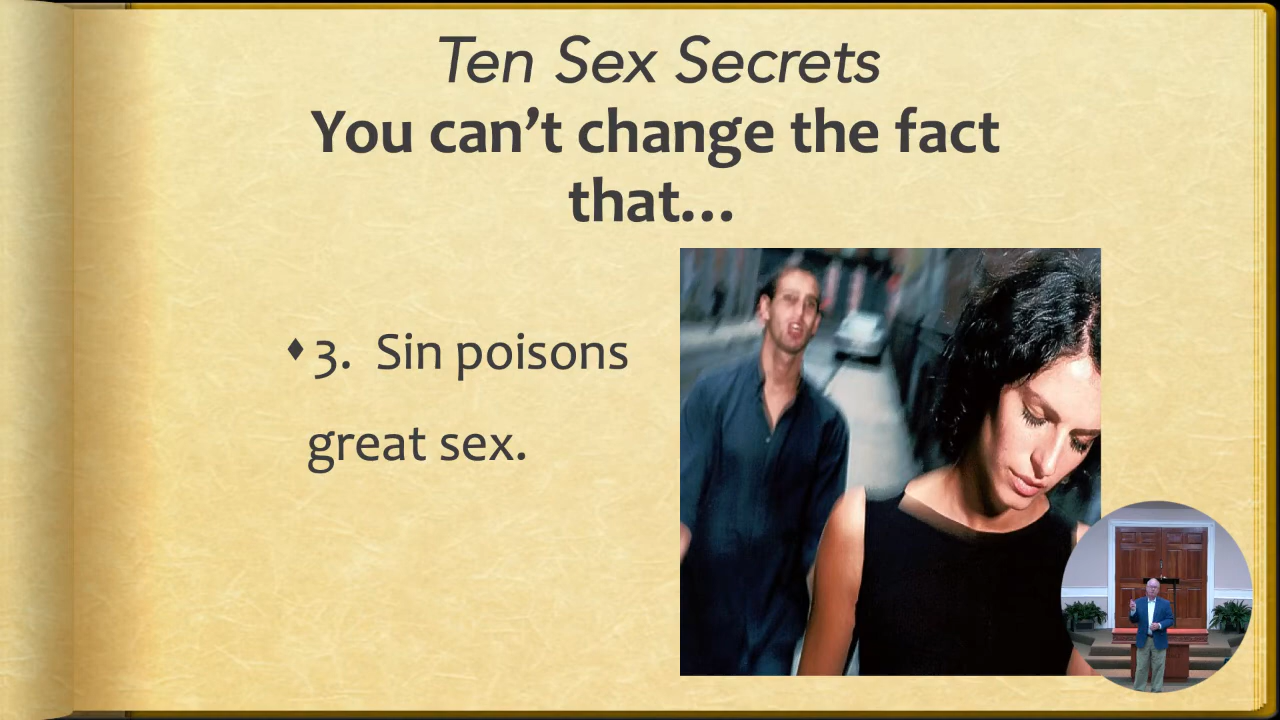 Ten Sex Secrets
You can’t change the fact
that…
♦ 3. Sin poisons
great sex.